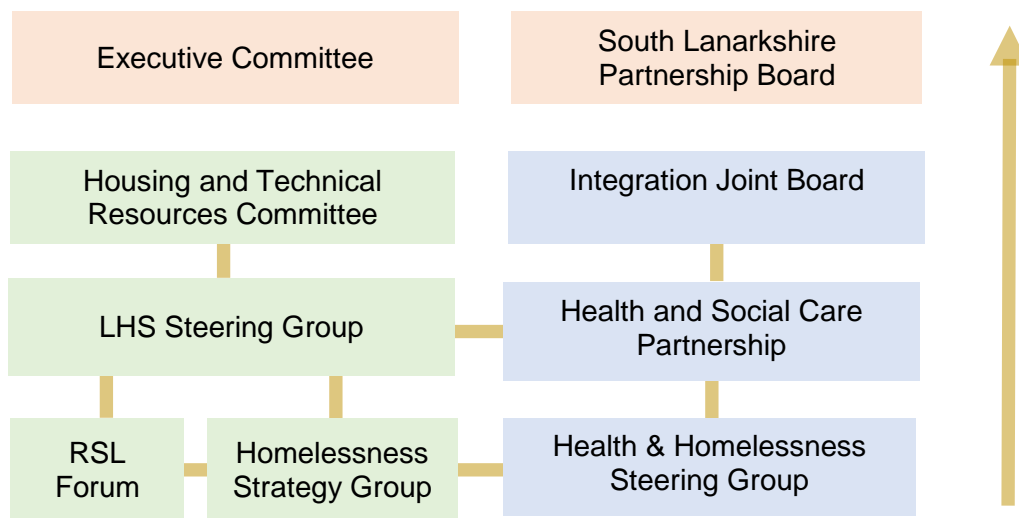 Executive Committee
South Lanarkshire
Partnership Board
Housing and Technical
Resources Committee
Integration Joint Board
LHS Steering Group
Health and Social Care
Partnership
RSL
Forum
Homelessness
Strategy Group
Health & Homelessness
Steering Group